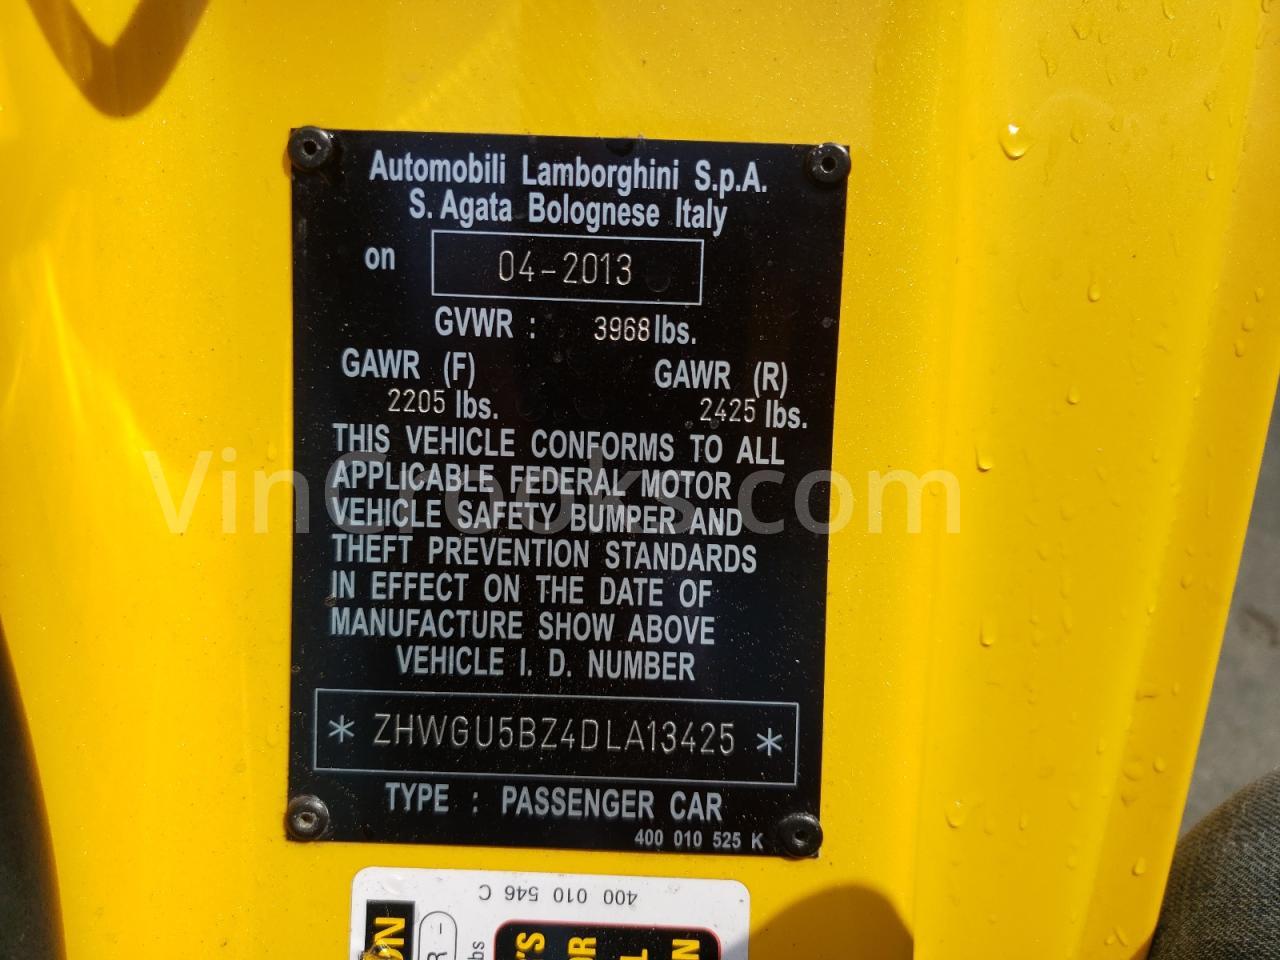 Automobili Lamborghini S.p.A.
S. Agata Bolognese Italy
on 04-2013
GVWR : 3968 lbs.
GAWR (F) GAWR (R)
2205 lbs. 2425 lbs.
THIS VEHICLE CONFORMS TO ALL
APPLICABLE FEDERAL MOTOR
VEHICLE SAFETY BUMPER AND
THEFT PREVENTION STANDARDS
IN EFFECT ON THE DATE OF
MANUFACTURE SHOW ABOVE
VEHICLE I. D. NUMBER
* ZHWGU5BZ4DLA13425 *
TYPE : PASSENGER CAR
400 010 525 K
VinCrooks.com
400 010 546 C